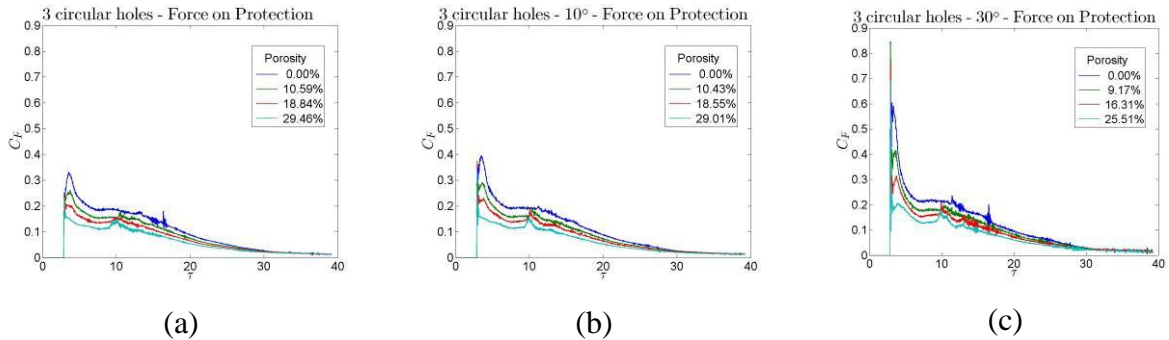 3 circular holes - Force on Protection
0.9
0.8
0.7
0.6
0.5
0.4
0.3
0.2
0.1
0
C_F
0 10 20 30 40
τ
Porosity
0.00%
10.59%
18.84%
29.46%
(a)
3 circular holes - 10° - Force on Protection
0.9
0.8
0.7
0.6
0.5
0.4
0.3
0.2
0.1
0
C_F
0 10 20 30 40
τ
Porosity
0.00%
10.43%
18.55%
29.01%
(b)
3 circular holes - 30° - Force on Protection
0.9
0.8
0.7
0.6
0.5
0.4
0.3
0.2
0.1
0
C_F
0 10 20 30 40
τ
Porosity
0.00%
9.17%
16.31%
25.51%
(c)